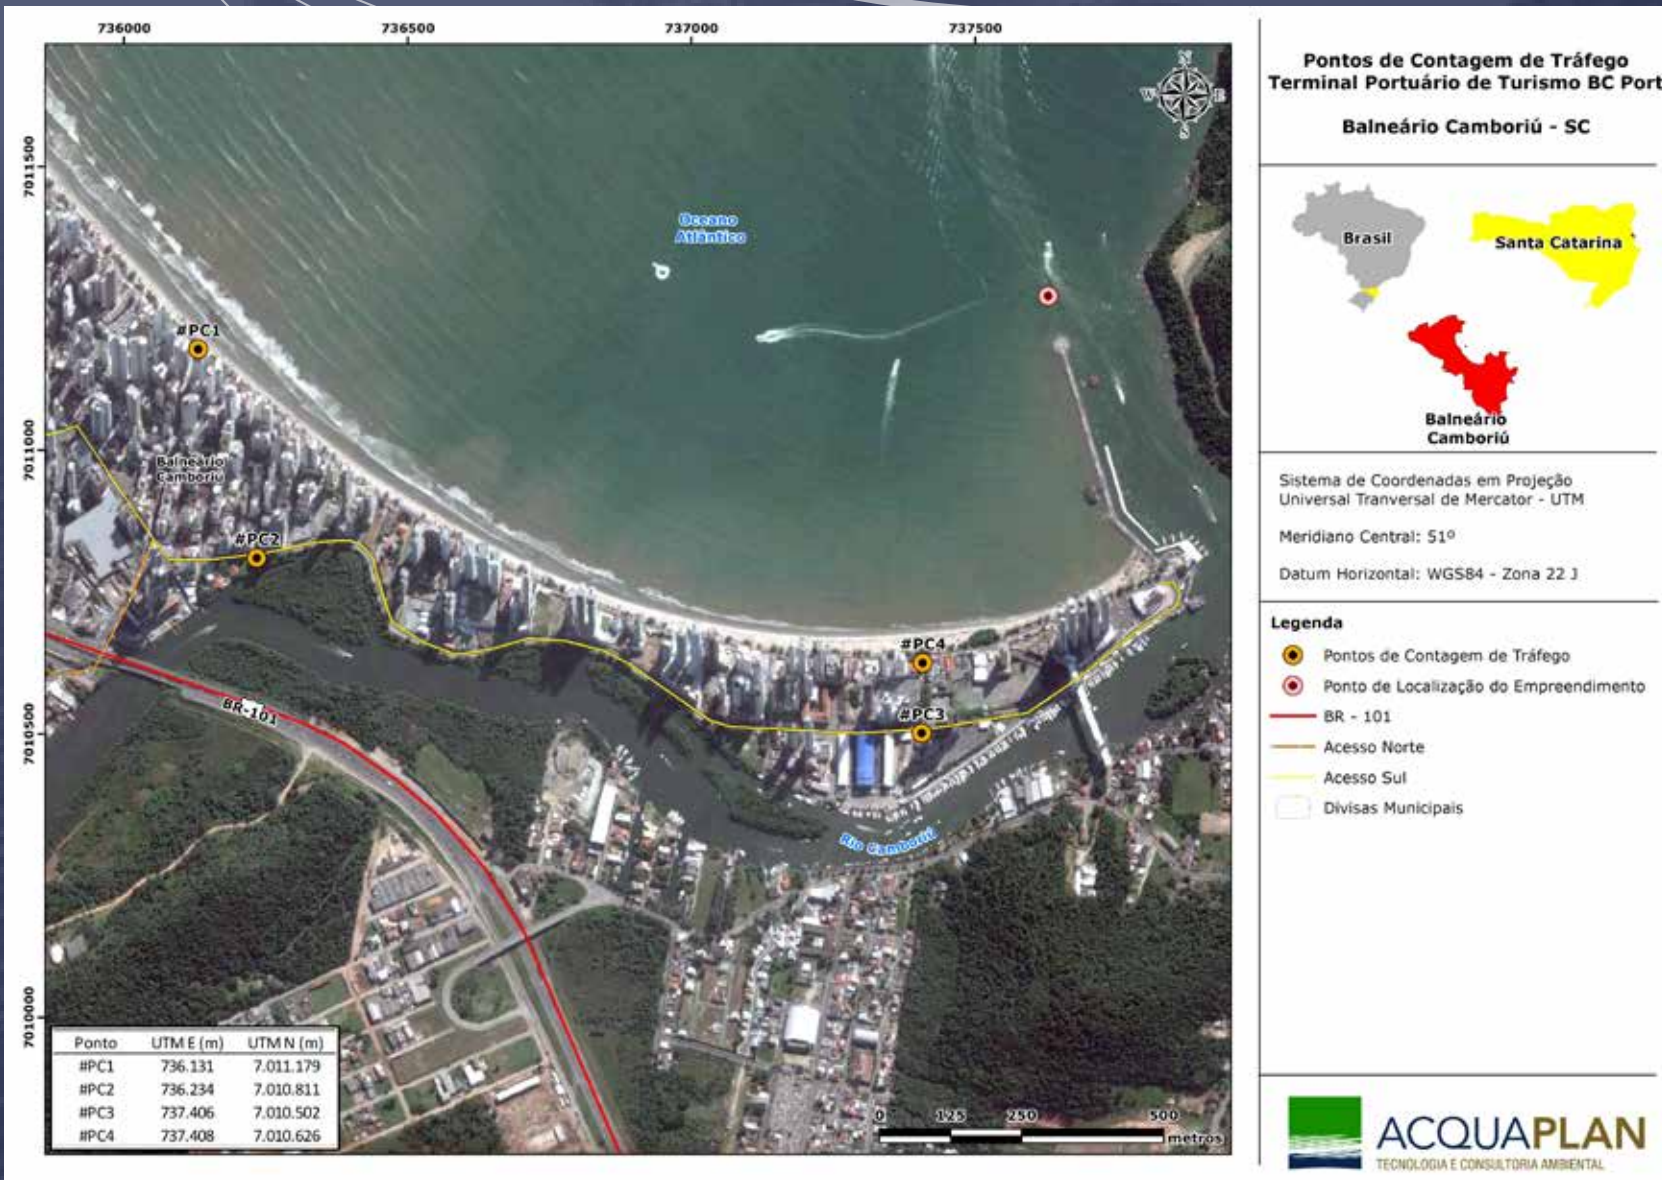 736000
736500
737000
737500
7011500
7011000
7010500
7010000
N
W
E
S
Oceano
Atlântico
#PC1
Balneário
Camboriú
#PC2
#PC4
#PC3
BR-101
Rio Camboriú
Ponto UTM E (m) UTM N (m)
#PC1 736.131 7.011.179
#PC2 736.234 7.010.811
#PC3 737.406 7.010.502
#PC4 737.408 7.010.626
0 125 250 500
metros
Pontos de Contagem de Tráfego
Terminal Portuário de Turismo BC Port
Balneário Camboriú - SC
Brasil
Santa Catarina
Balneário
Camboriú
Sistema de Coordenadas em Projeção
Universal Tranversal de Mercator - UTM
Meridiano Central: 51º
Datum Horizontal: WGS84 - Zona 22 J
Legenda
Pontos de Contagem de Tráfego
Ponto de Localização do Empreendimento
BR - 101
Acesso Norte
Acesso Sul
Divisas Municipais
ACQUAPLAN
TECNOLOGIA E CONSULTORIA AMBIENTAL